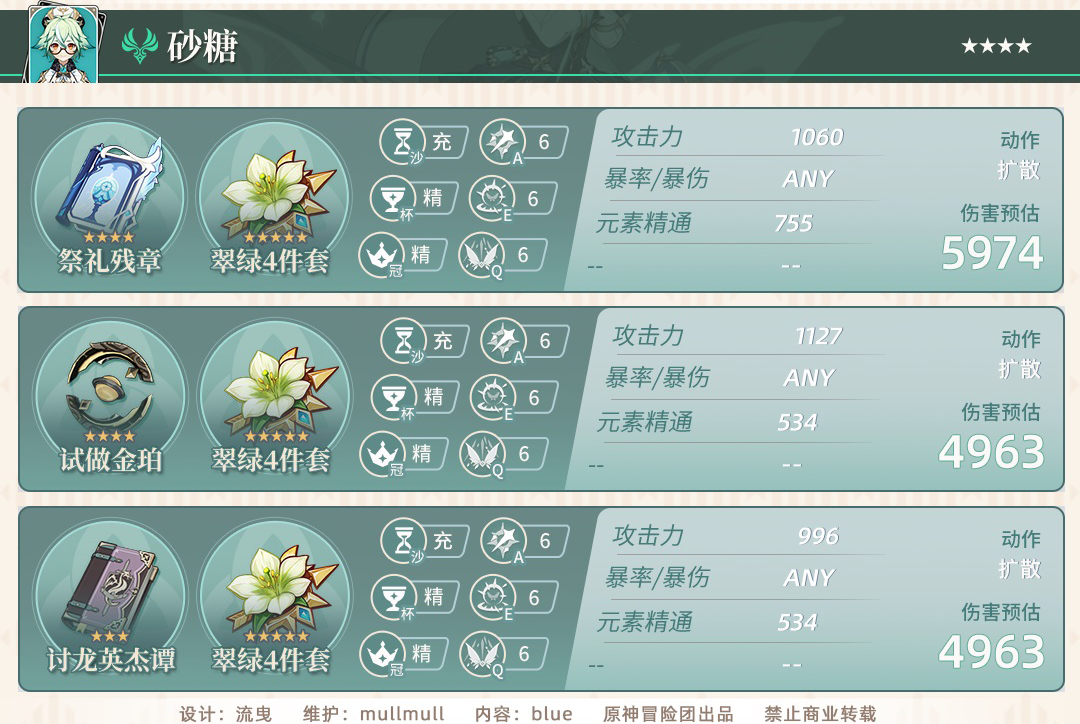 砂糖
祭礼残章
翠绿4件套
沙 充 A 6
杯 精 E 6
冠 精 Q 6
攻击力 1060
暴率/暴伤 ANY
元素精通 755
-- --
动作
扩散
伤害预估
5974
试做金珀
翠绿4件套
沙 充 A 6
杯 精 E 6
冠 精 Q 6
攻击力 1127
暴率/暴伤 ANY
元素精通 534
-- --
动作
扩散
伤害预估
4963
讨龙英杰谭
翠绿4件套
沙 充 A 6
杯 精 E 6
冠 精 Q 6
攻击力 996
暴率/暴伤 ANY
元素精通 534
-- --
动作
扩散
伤害预估
4963
设计：流曳 维护：mullmull 内容：blue 原神冒险团出品 禁止商业转载